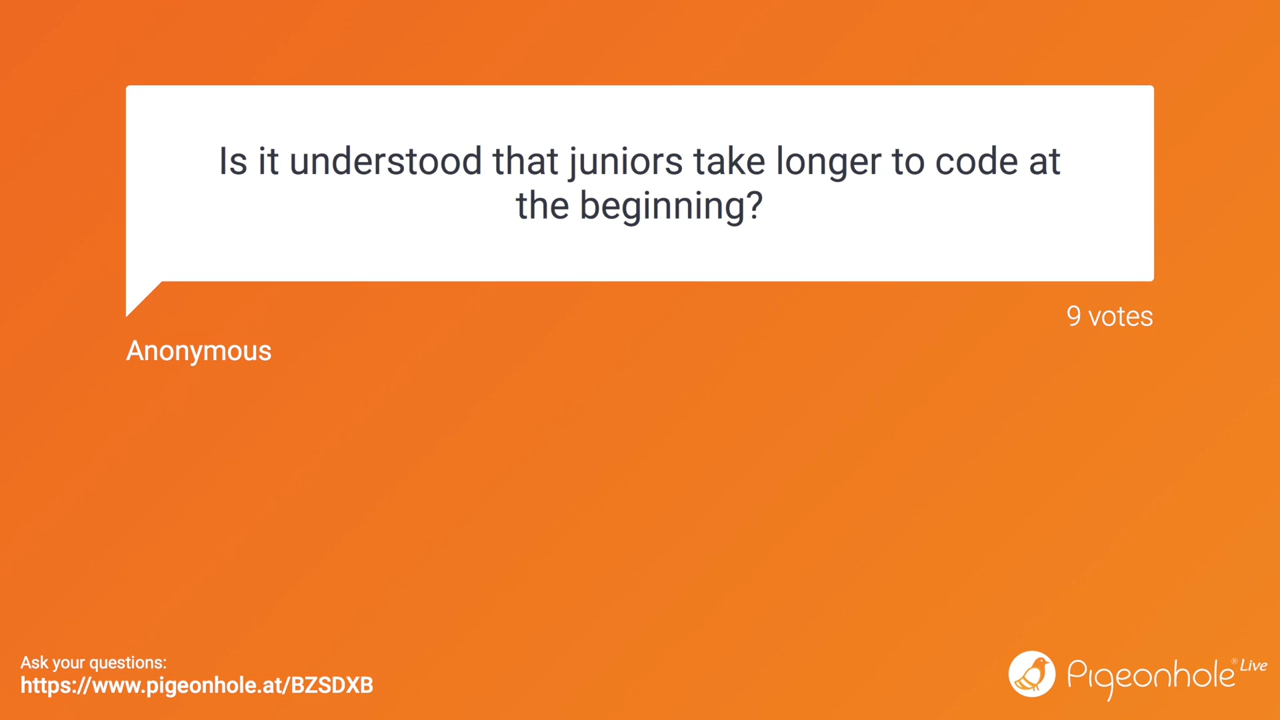 Is it understood that juniors take longer to code at
the beginning?
9 votes
Anonymous
Ask your questions:
https://www.pigeonhole.at/BZSDXB
Pigeonhole® Live